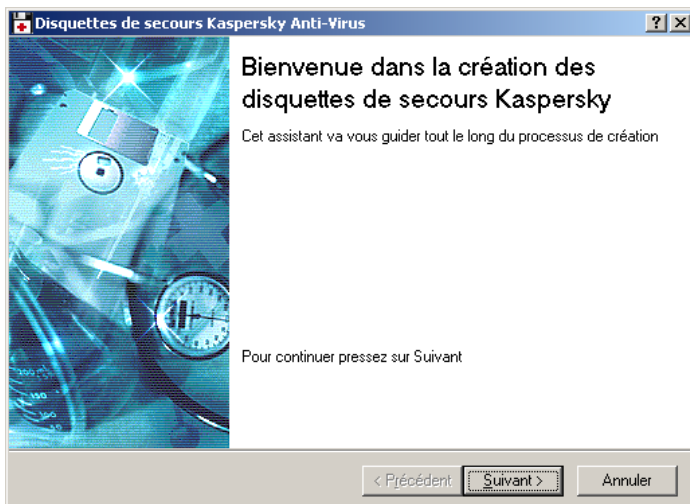 Disquettes de secours Kaspersky Anti-Virus
Bienvenue dans la création des
disquettes de secours Kaspersky
Cet assistant va vous guider tout le long du processus de création
Pour continuer pressez sur Suivant
< Précédent Suivant > Annuler